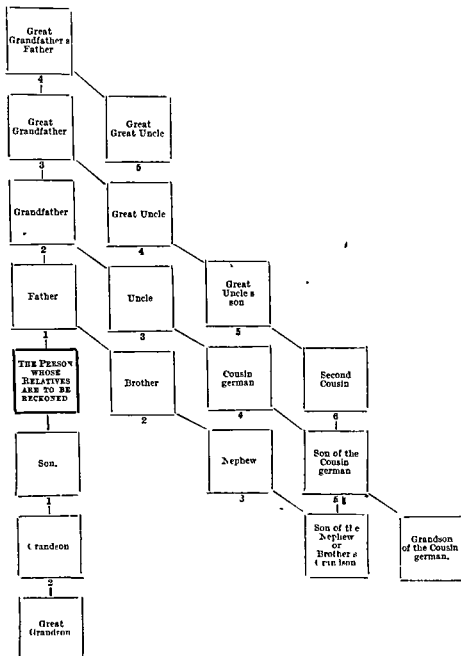 Great
Grandfather's
Father
4
Great
Great Uncle
5
Great
Grandfather
3
Grandfather
2
Great Uncle
4
Father
1
Uncle
3
Great
Uncle's
son
5
THE PERSON
WHOSE
RELATIVES
ARE TO BE
RECKONED
Brother
2
Cousin
german
4
Second
Cousin
6
Son.
1
Nephew
3
Son of the
Cousin
german
5
Grandson
2
Son of the
Nephew
or
Brother's
Grandson
Grandson
of the Cousin
german.
Great
Grandson